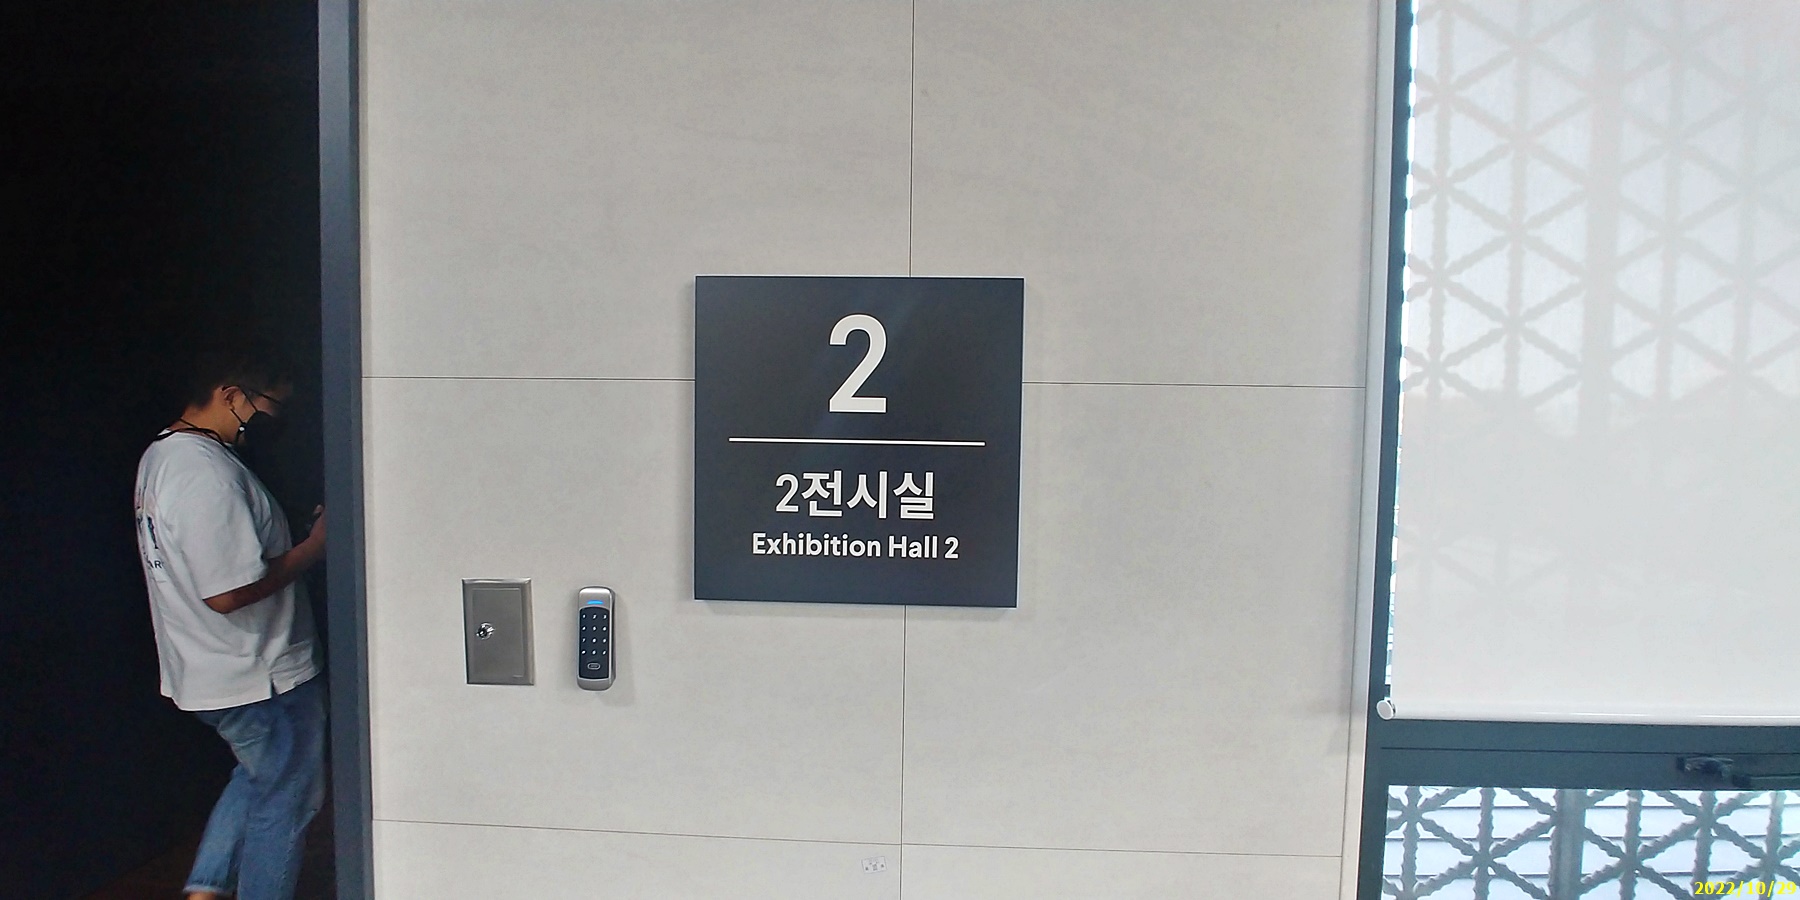 2
2전시실
Exhibition Hall 2
2022/10/29